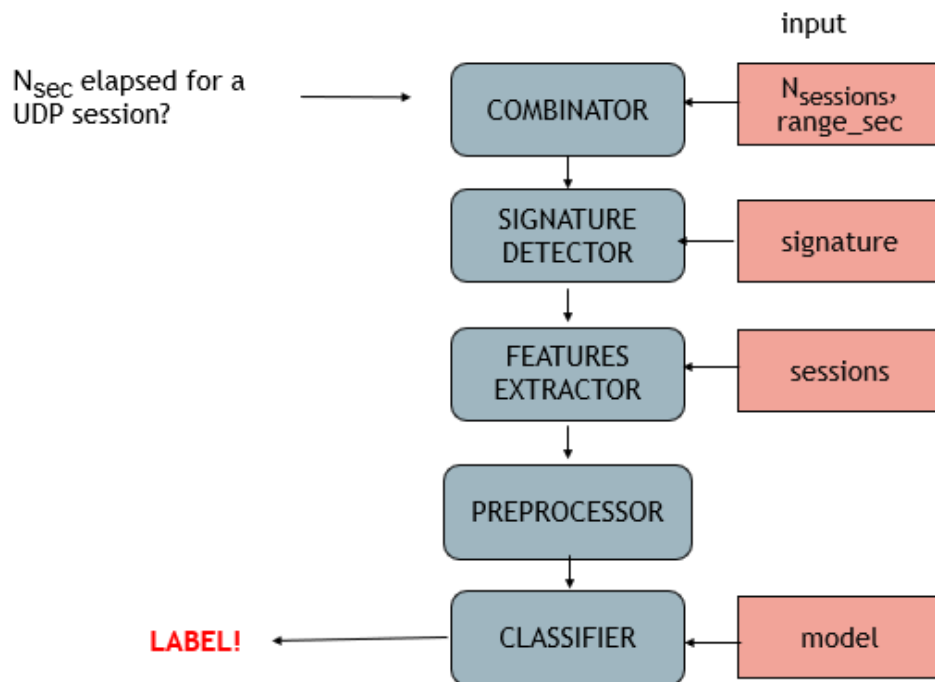 input
Nsec elapsed for a
UDP session?
COMBINATOR
Nsessions,
range_sec
SIGNATURE
DETECTOR
signature
FEATURES
EXTRACTOR
sessions
PREPROCESSOR
LABEL!
CLASSIFIER
model